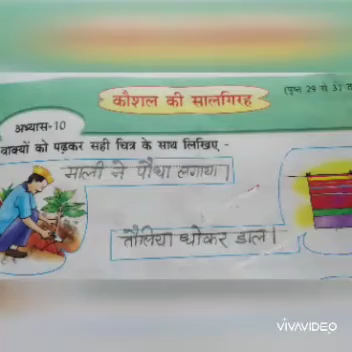 कौशल की सालगिरह
(पृष्ठ 29 से 31 त
अभ्यास-10
वाक्यों को पढ़कर सही चित्र के साथ लिखिए -
माली ने पौधा लगाया।
तौलिया धोकर डाल।
VIVAVIDEO